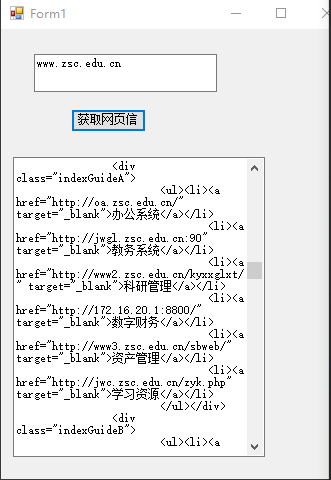 Form1
www.zsc.edu.cn
获取网页信
<div
class="indexGuideA">
<ul><li><a
href="http://oa.zsc.edu.cn/"
target="_blank">办公系统</a></li>
<li><a
href="http://jwgl.zsc.edu.cn:90"
target="_blank">教务系统</a></li>
<li><a
href="http://www2.zsc.edu.cn/kyxxglxt/
" target="_blank">科研管理</a></li>
<li><a
href="http://172.16.20.1:8800/"
target="_blank">数字财务</a></li>
<li><a
href="http://www3.zsc.edu.cn/sbweb/"
target="_blank">资产管理</a></li>
<li><a
href="http://jwc.zsc.edu.cn/zyk.php"
target="_blank">学习资源</a></li>
</ul></div>
<div
class="indexGuideB">
<ul><li><a